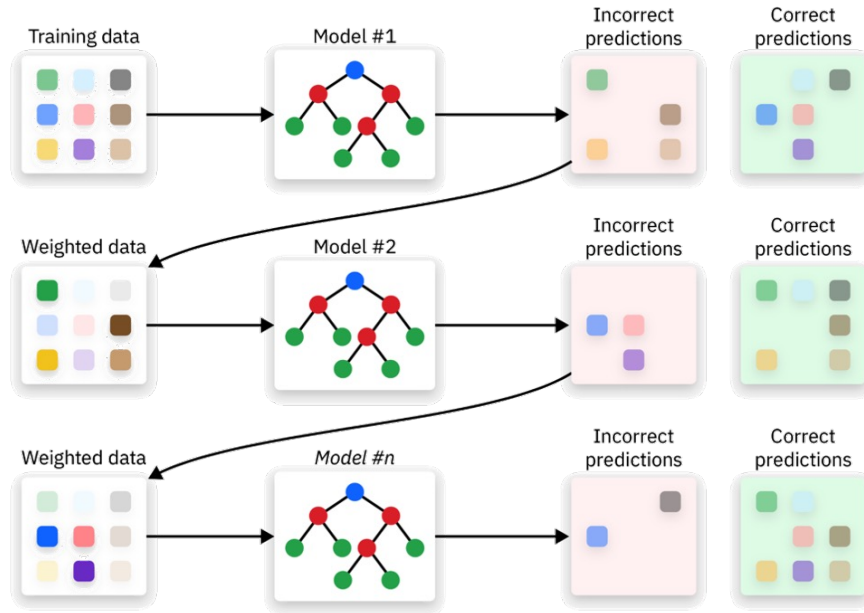 Training data
Model #1
Incorrect
predictions
Correct
predictions
Weighted data
Model #2
Incorrect
predictions
Correct
predictions
Weighted data
Model #n
Incorrect
predictions
Correct
predictions